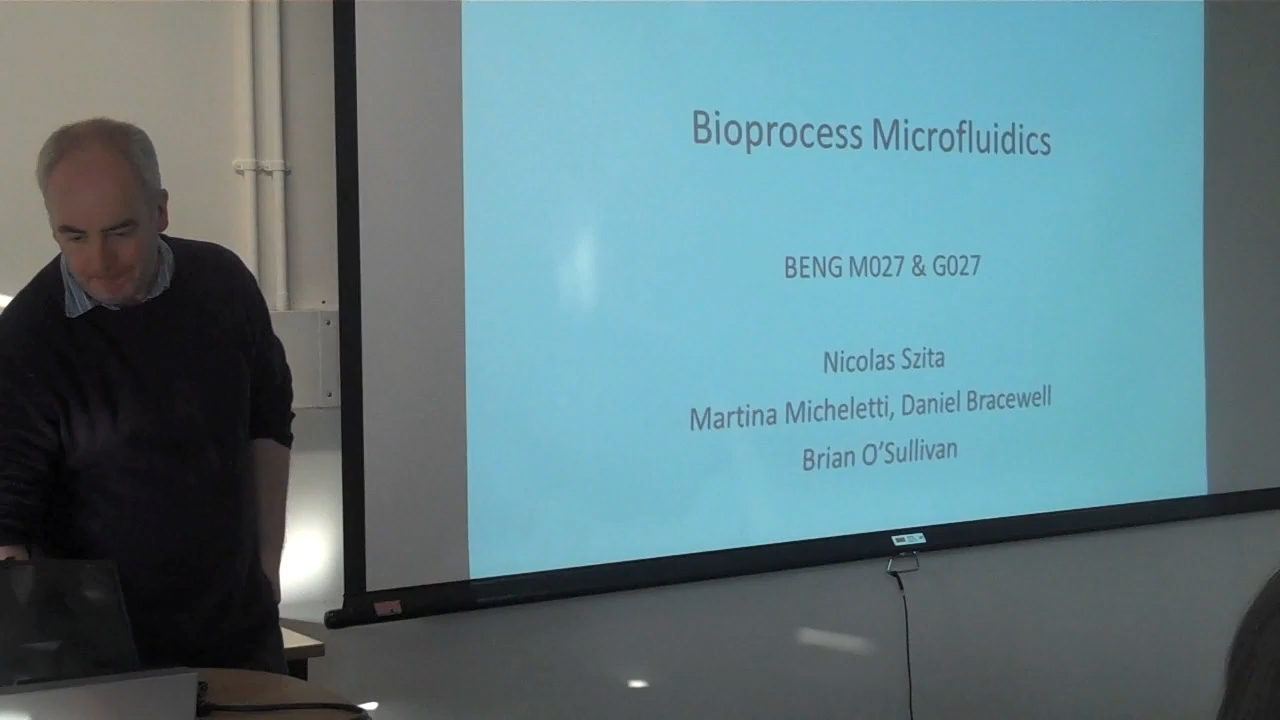 Bioprocess Microfluidics
BENG M027 & G027
Nicolas Szita
Martina Micheletti, Daniel Bracewell
Brian O'Sullivan